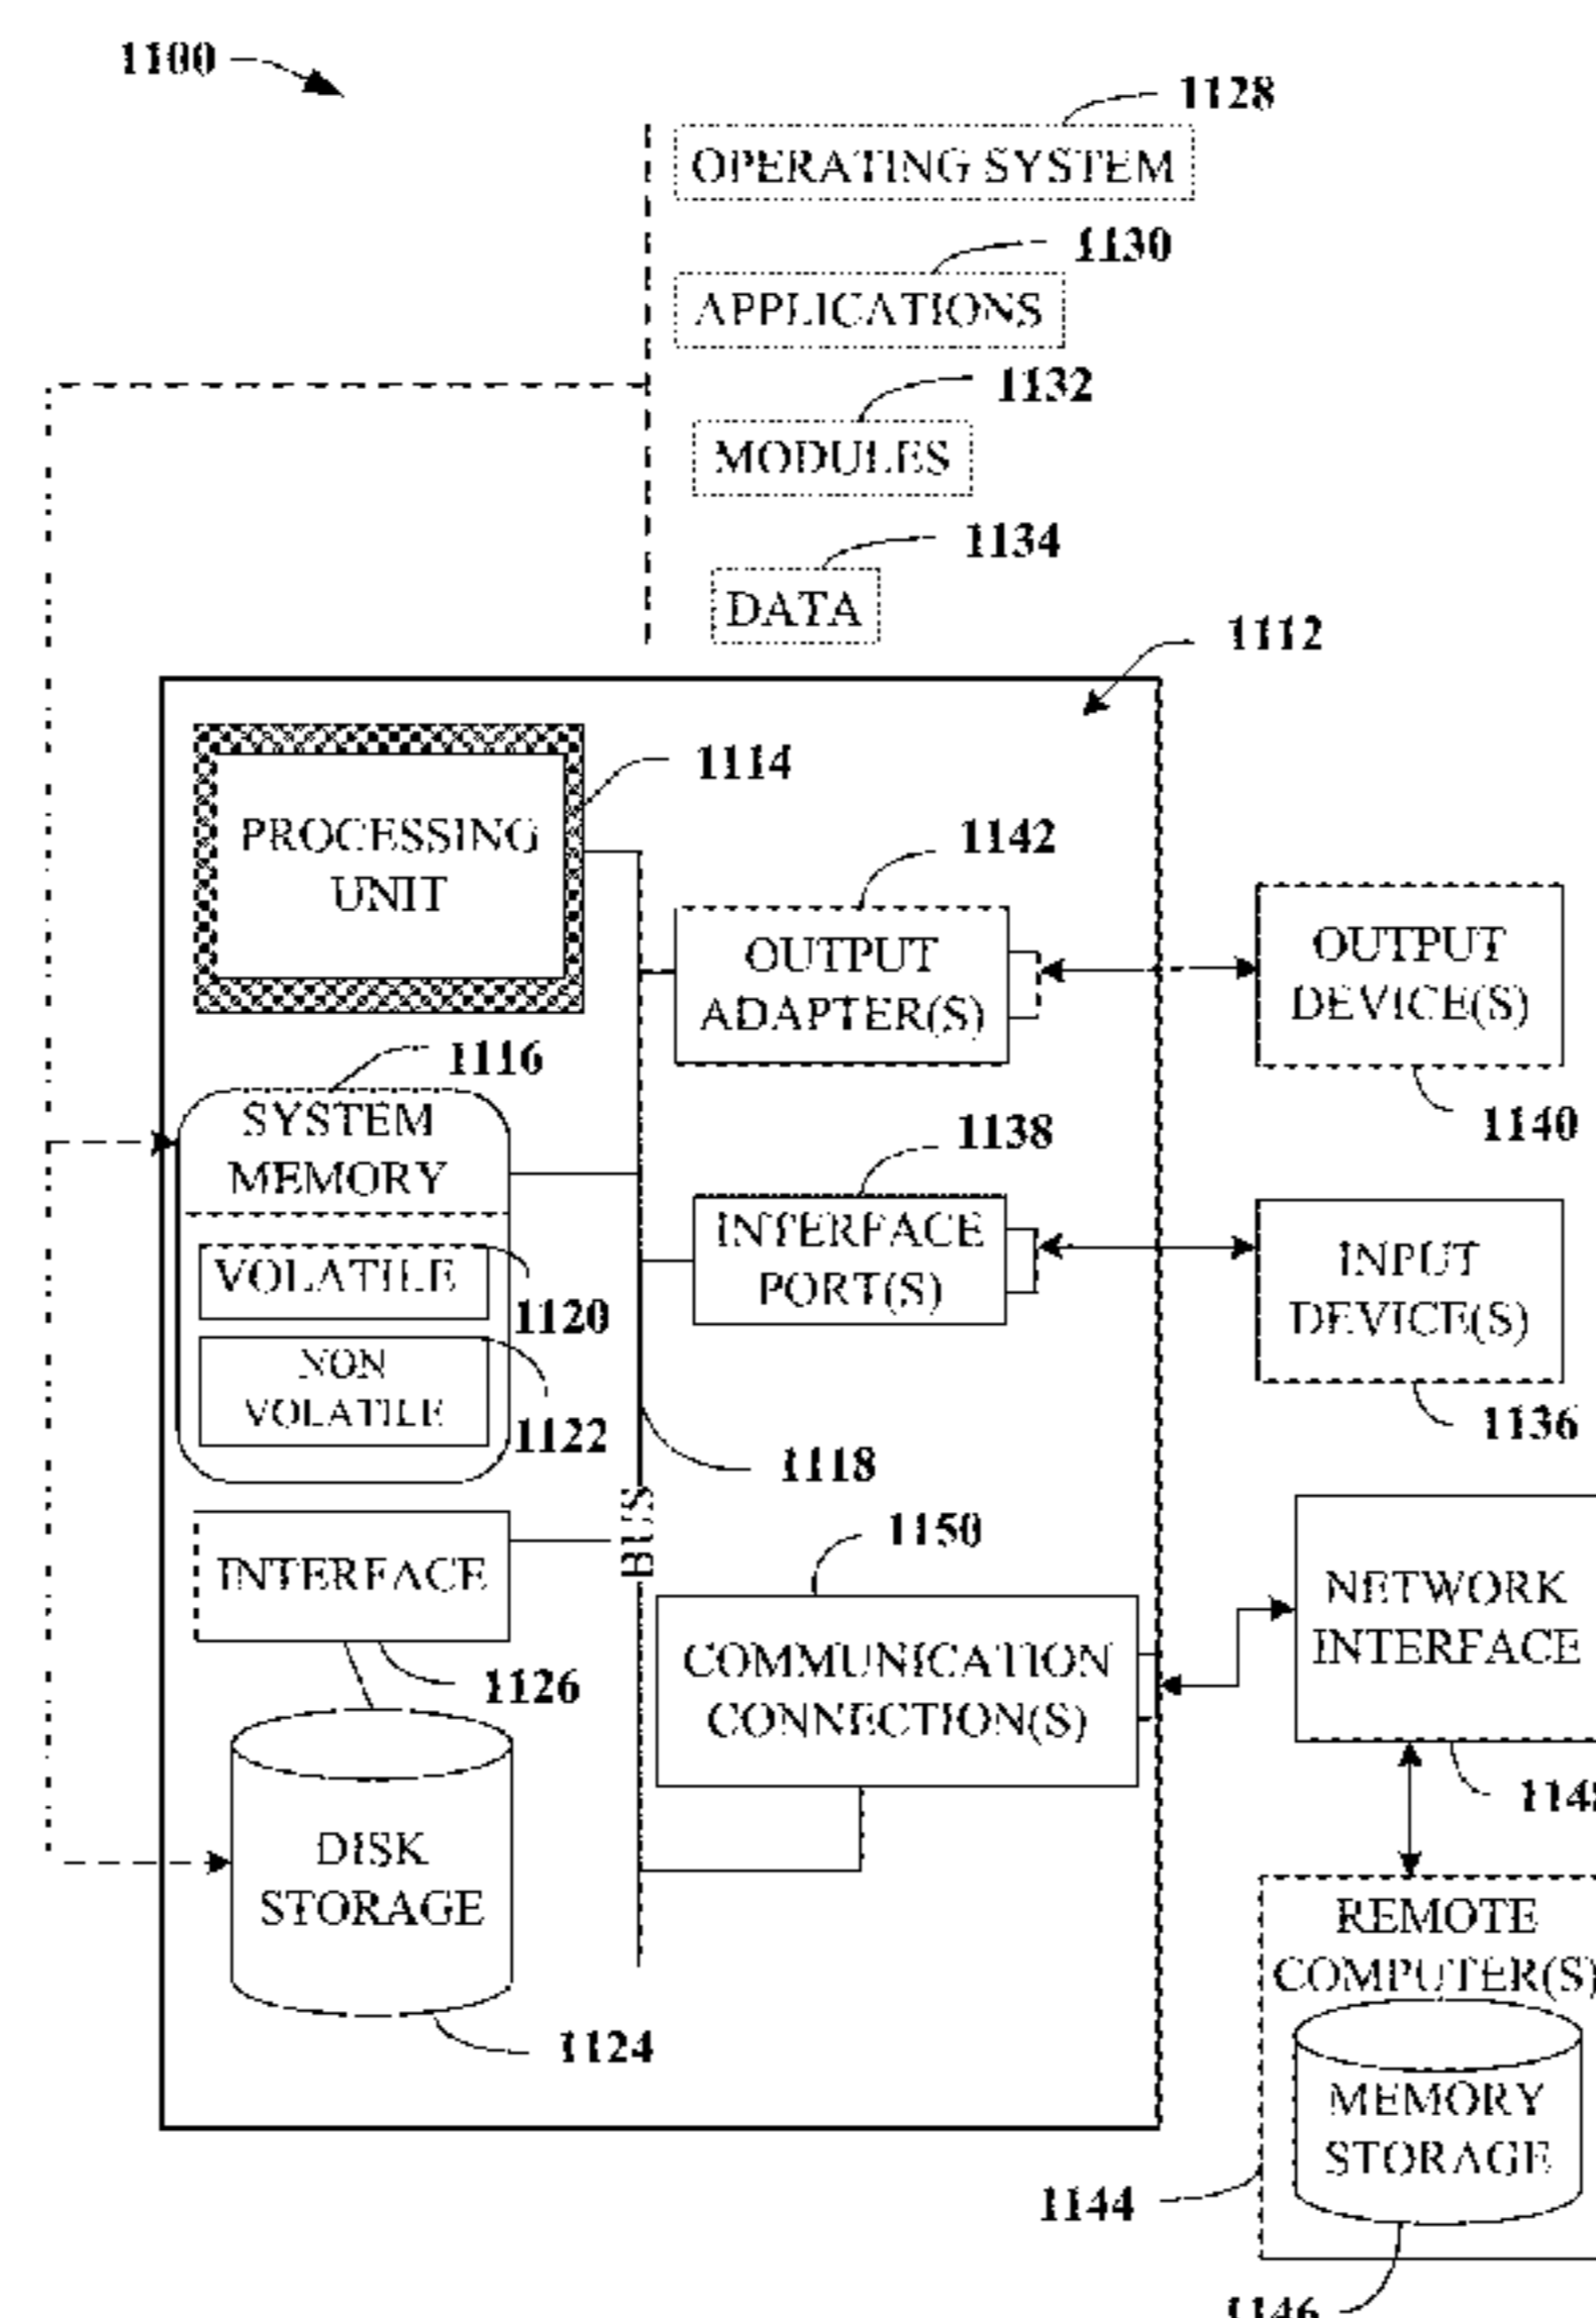 1100
1128
OPERATING SYSTEM
1130
APPLICATIONS
1132
MODULES
1134
DATA
1112
1114
PROCESSING
UNIT
1142
OUTPUT
ADAPTER(S)
OUTPUT
DEVICE(S)
1140
1116
SYSTEM
MEMORY
1138
INTERFACE
PORT(S)
INPUT
DEVICE(S)
1136
VOLATILE
1120
NON
VOLATILE
1122
1118
BUS
INTERFACE
1126
1150
COMMUNICATION
CONNECTION(S)
NETWORK
INTERFACE
DISK
STORAGE
1124
REMOTE
COMPUTER(S)
MEMORY
STORAGE
1144
1146